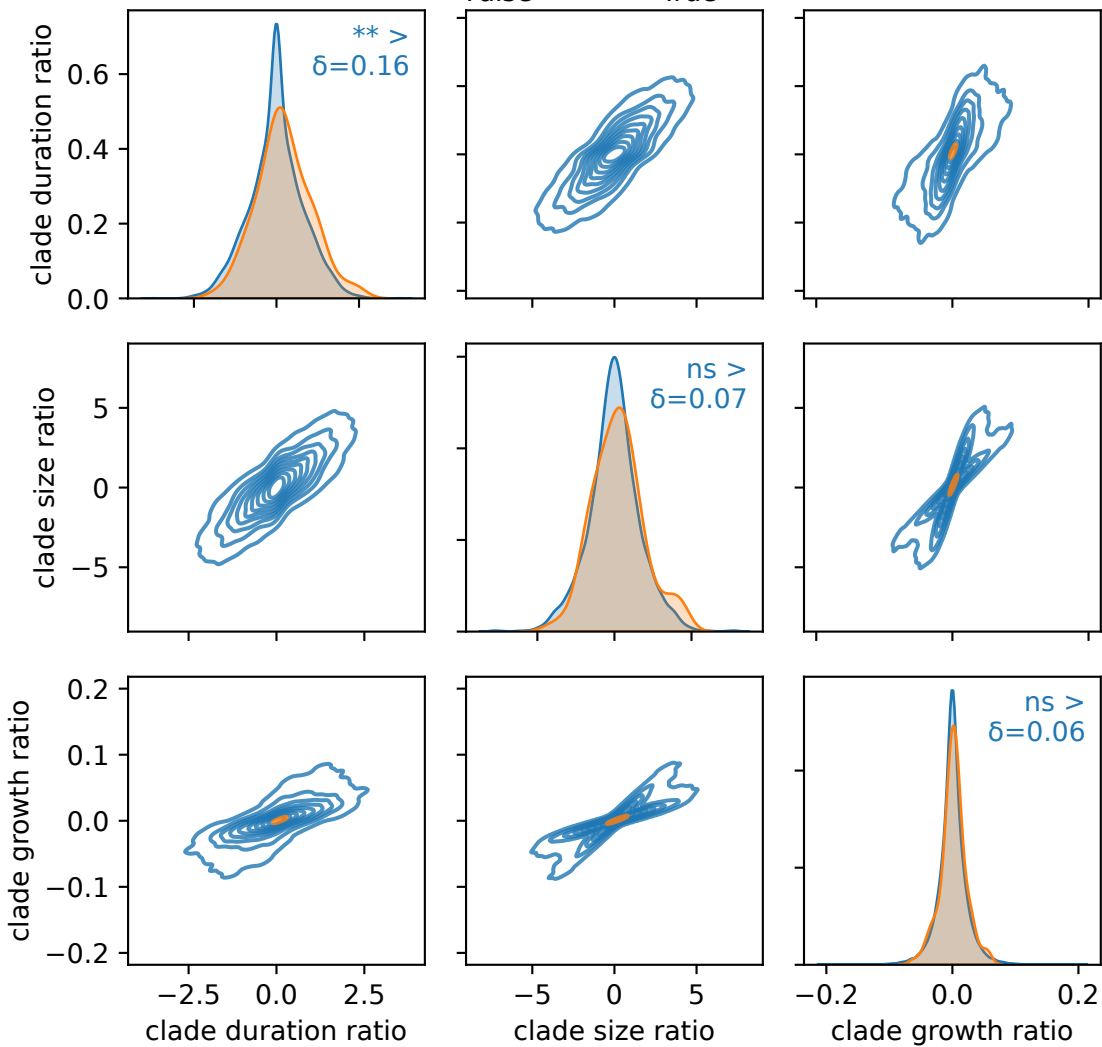 ** >
δ=0.16
clade duration ratio
0.6
0.4
0.2
0.0
ns >
δ=0.07
clade size ratio
5
0
−5
ns >
δ=0.06
clade growth ratio
0.2
0.1
0.0
−0.1
−0.2
−2.5 0.0 2.5
−5 0 5
−0.2 0.0 0.2
clade duration ratio
clade size ratio
clade growth ratio